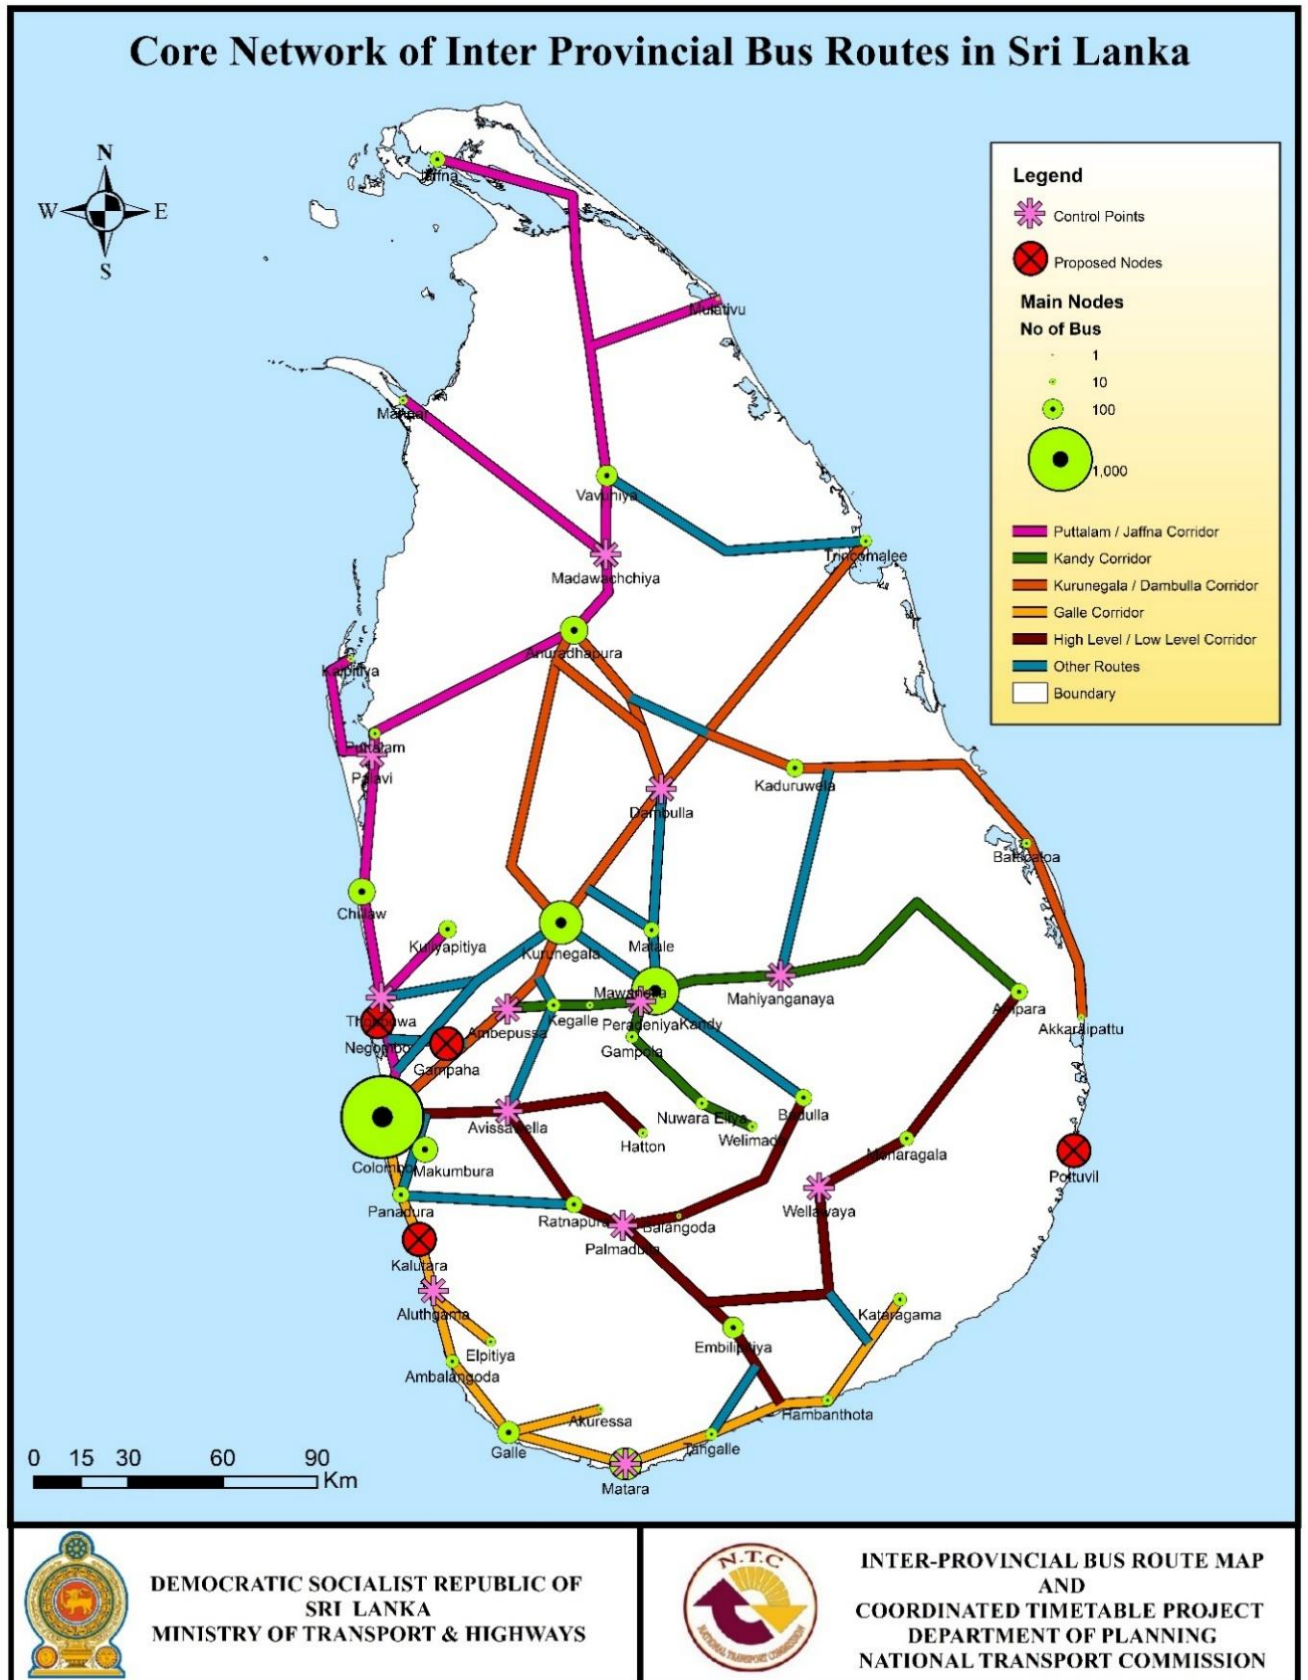 Core Network of Inter Provincial Bus Routes in Sri Lanka
N
W E
S
Legend
Control Points
Proposed Nodes
Main Nodes
No of Bus
1
10
100
1,000
Puttalam / Jaffna Corridor
Kandy Corridor
Kurunegala / Dambulla Corridor
Galle Corridor
High Level / Low Level Corridor
Other Routes
Boundary
Jaffna
Mulativu
Mannar
Vavuniya
Trincomalee
Madawachchiya
Anuradhapura
Kalpitiya
Puttalam
Palavi
Kaduruwela
Dambulla
Batticaloa
Chillaw
Kuliyapitiya
Kurunegala
Matale
Mawanella
Mahiyanganaya
Ampara
Thoppuwa
Ambepussa
Kegalle
Peradeniya
Kandy
Akkaraipattu
Negombo
Gampola
Gampaha
Nuwara Eliya
Badulla
Avissawella
Welimada
Hatton
Monaragala
Colombo
Makumbura
Pottuvil
Panadura
Ratnapura
Balangoda
Wellawaya
Palmadulla
Kalutara
Aluthgama
Kataragama
Elpitiya
Embilipitiya
Ambalangoda
Akuressa
Hambanthota
Galle
Tangalle
Matara
0 15 30 60 90
Km
DEMOCRATIC SOCIALIST REPUBLIC OF
SRI LANKA
MINISTRY OF TRANSPORT & HIGHWAYS
N.T.C
NATIONAL TRANSPORT COMMISSION
INTER-PROVINCIAL BUS ROUTE MAP
AND
COORDINATED TIMETABLE PROJECT
DEPARTMENT OF PLANNING
NATIONAL TRANSPORT COMMISSION